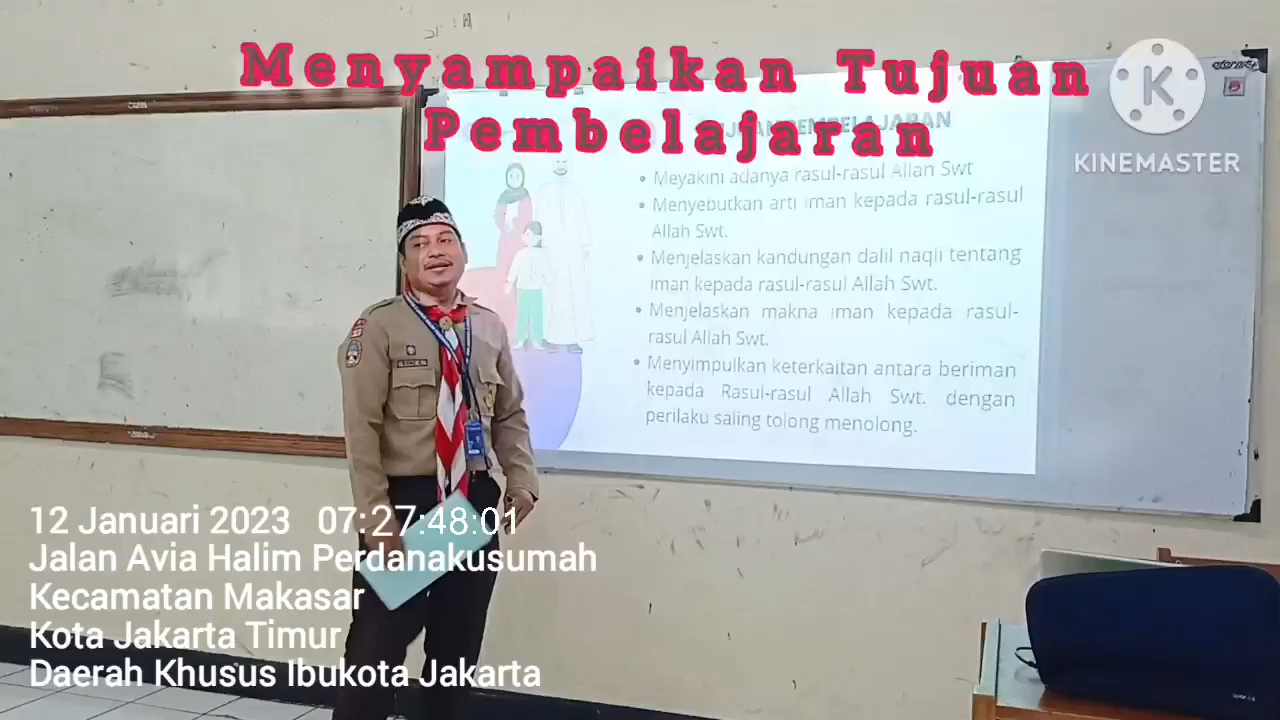 Menyampaikan Tujuan
Pembelajaran
KINEMASTER
PEMBELAJARAN
• Meyakini adanya rasul-rasul Allah Swt
• Menyebutkan arti iman kepada rasul-rasul
Allah Swt.
• Menjelaskan kandungan dalil naqli tentang
iman kepada rasul-rasul Allah Swt.
• Menjelaskan makna iman kepada rasul-
rasul Allah Swt.
• Menyimpulkan keterkaitan antara beriman
kepada Rasul-rasul Allah Swt. dengan
perilaku saling tolong menolong.
12 Januari 2023 07:27:48:01
Jalan Avia Halim Perdanakusumah
Kecamatan Makasar
Kota Jakarta Timur
Daerah Khusus Ibukota Jakarta